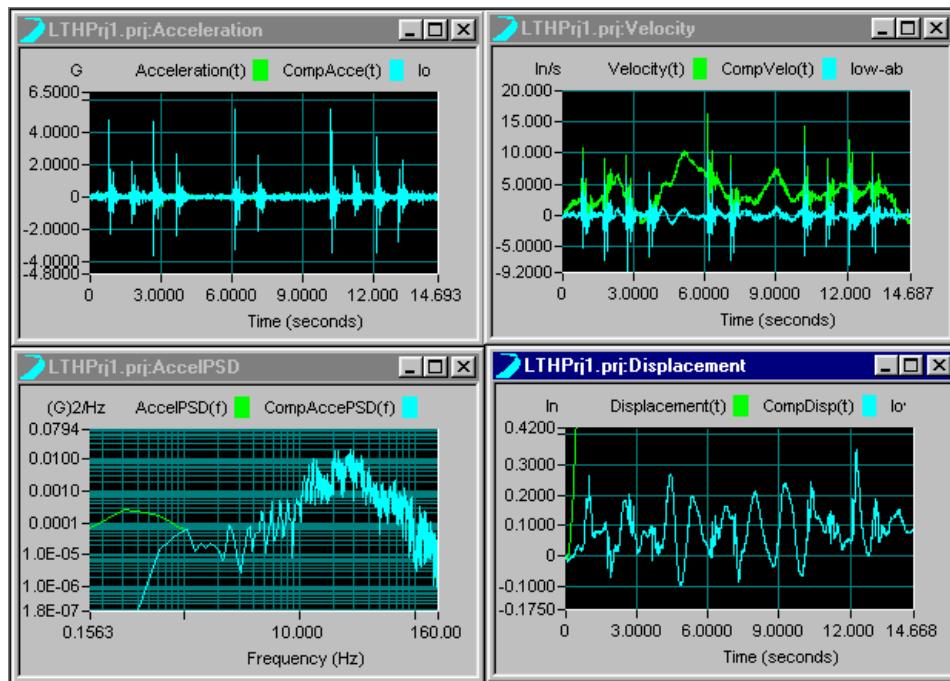 LTHPrj1.prj:Acceleration
G Acceleration(t) CompAcce(t) lo
6.5000
4.0000
2.0000
0
-2.0000
-4.8000
0 3.0000 6.0000 9.0000 12.000 14.693
Time (seconds)
LTHPrj1.prj:Velocity
In/s Velocity(t) CompVelo(t) low-ab
20.000
15.000
10.000
5.0000
0
-5.0000
-9.2000
0 3.0000 6.0000 9.0000 12.000 14.687
Time (seconds)
LTHPrj1.prj:AccelPSD
(G)2/Hz AccelPSD(f) CompAccePSD(f)
0.0794
0.0100
0.0010
0.0001
1.0E-05
1.0E-06
1.8E-07
0.1563 10.000 160.00
Frequency (Hz)
LTHPrj1.prj:Displacement
In Displacement(t) CompDisp(t)
0.4200
0.3000
0.2000
0.1000
0
-0.1000
-0.1750
0 3.0000 6.0000 9.0000 12.000 14.668
Time (seconds)